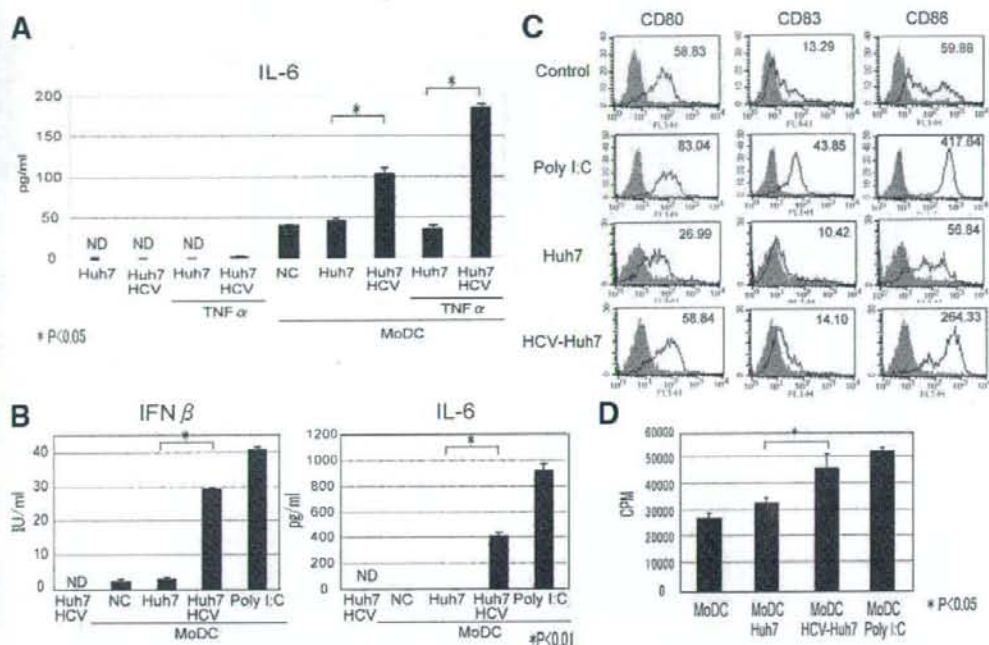 A
IL-6
pg/ml
200
150
100
50
0
ND ND ND
Huh7 Huh7 HCV Huh7 Huh7 HCV NC Huh7 Huh7 HCV Huh7 Huh7 HCV
TNF α TNF α
MoDC
*
*
* P<0.05
B
IFN β
IU/ml
40
30
20
10
0
*
ND
Huh7 HCV NC Huh7 Huh7 HCV Poly I:C
MoDC
IL-6
pg/ml
1200
1000
800
600
400
200
0
*
ND
Huh7 HCV NC Huh7 Huh7 HCV Poly I:C
MoDC
*P<0.01
C
CD80 CD83 CD86
Control 58.83 13.29 59.88
Poly I:C 83.04 43.85 417.64
Huh7 26.99 10.42 56.84
HCV-Huh7 58.84 14.10 264.33
D
CPM
60000
50000
40000
30000
20000
10000
0
*
MoDC MoDC Huh7 MoDC HCV-Huh7 MoDC Poly I:C
* P<0.05